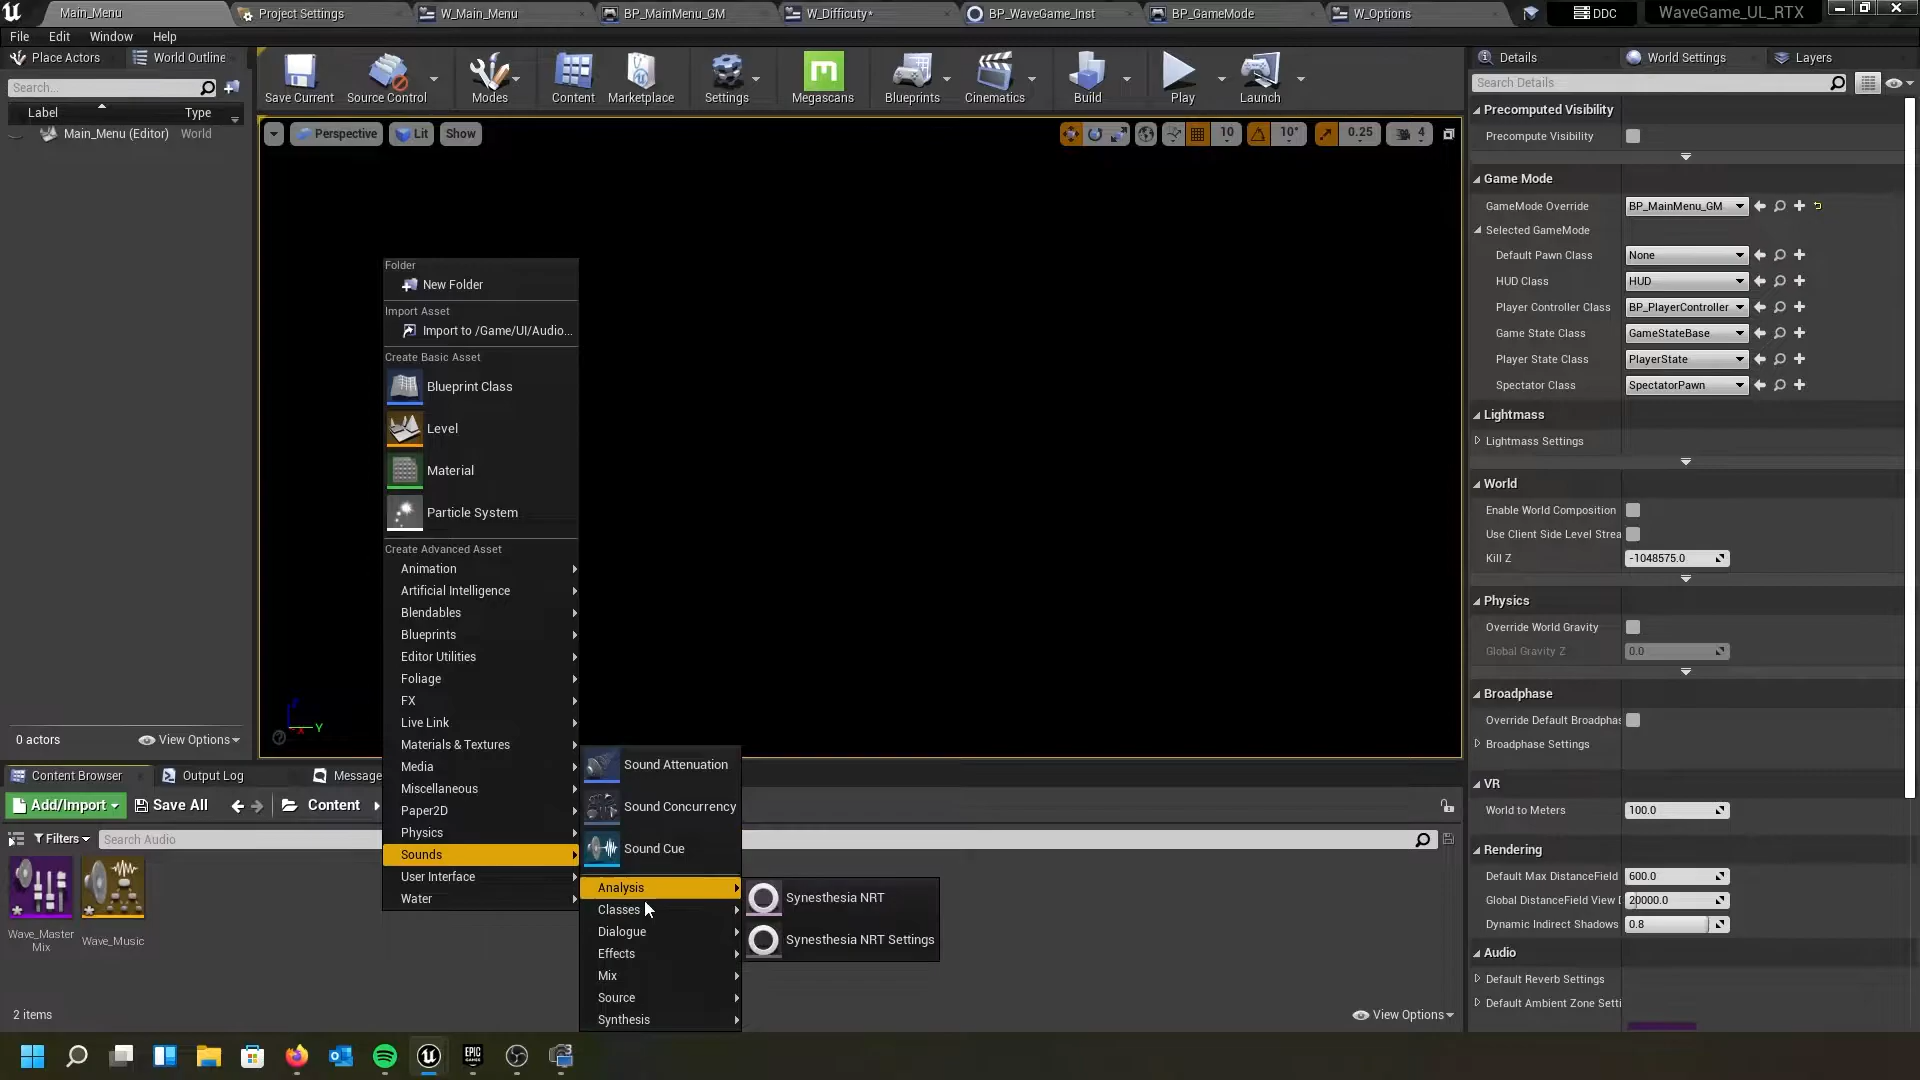 Main_Menu
Project Settings
W_Main_Menu
BP_MainMenu_GM
W_Difficuty*
BP_WaveGame_Inst
BP_GameMode
W_Options
DDC
WaveGame_UL_RTX
File
Edit
Window
Help
Place Actors
World Outline
Search...
Label
Type
Main_Menu (Editor)
World
0 actors
View Options
Save Current
Source Control
Modes
Content
Marketplace
Settings
Megascans
Blueprints
Cinematics
Build
Play
Launch
Perspective
Lit
Show
10
10°
0.25
4
Y
Folder
New Folder
Import Asset
Import to /Game/UI/Audio...
Create Basic Asset
Blueprint Class
Level
Material
Particle System
Create Advanced Asset
Animation
Artificial Intelligence
Blendables
Blueprints
Editor Utilities
Foliage
FX
Live Link
Materials & Textures
Media
Miscellaneous
Paper2D
Physics
Sounds
User Interface
Water
Sound Attenuation
Sound Concurrency
Sound Cue
Analysis
Classes
Dialogue
Effects
Mix
Source
Synthesis
Synesthesia NRT
Synesthesia NRT Settings
Content Browser
Output Log
Message
Add/Import
Save All
Content
Filters
Search Audio
Wave_Master
Mix
Wave_Music
2 items
View Options
Details
World Settings
Layers
Search Details
Precomputed Visibility
Precompute Visibility
Game Mode
GameMode Override
BP_MainMenu_GM
Selected GameMode
Default Pawn Class
None
HUD Class
HUD
Player Controller Class
BP_PlayerController
Game State Class
GameStateBase
Player State Class
PlayerState
Spectator Class
SpectatorPawn
Lightmass
Lightmass Settings
World
Enable World Composition
Use Client Side Level Strea
Kill Z
-1048575.0
Physics
Override World Gravity
Global Gravity Z
0.0
Broadphase
Override Default Broadphas
Broadphase Settings
VR
World to Meters
100.0
Rendering
Default Max DistanceField
600.0
Global DistanceField View D
20000.0
Dynamic Indirect Shadows
0.8
Audio
Default Reverb Settings
Default Ambient Zone Setti